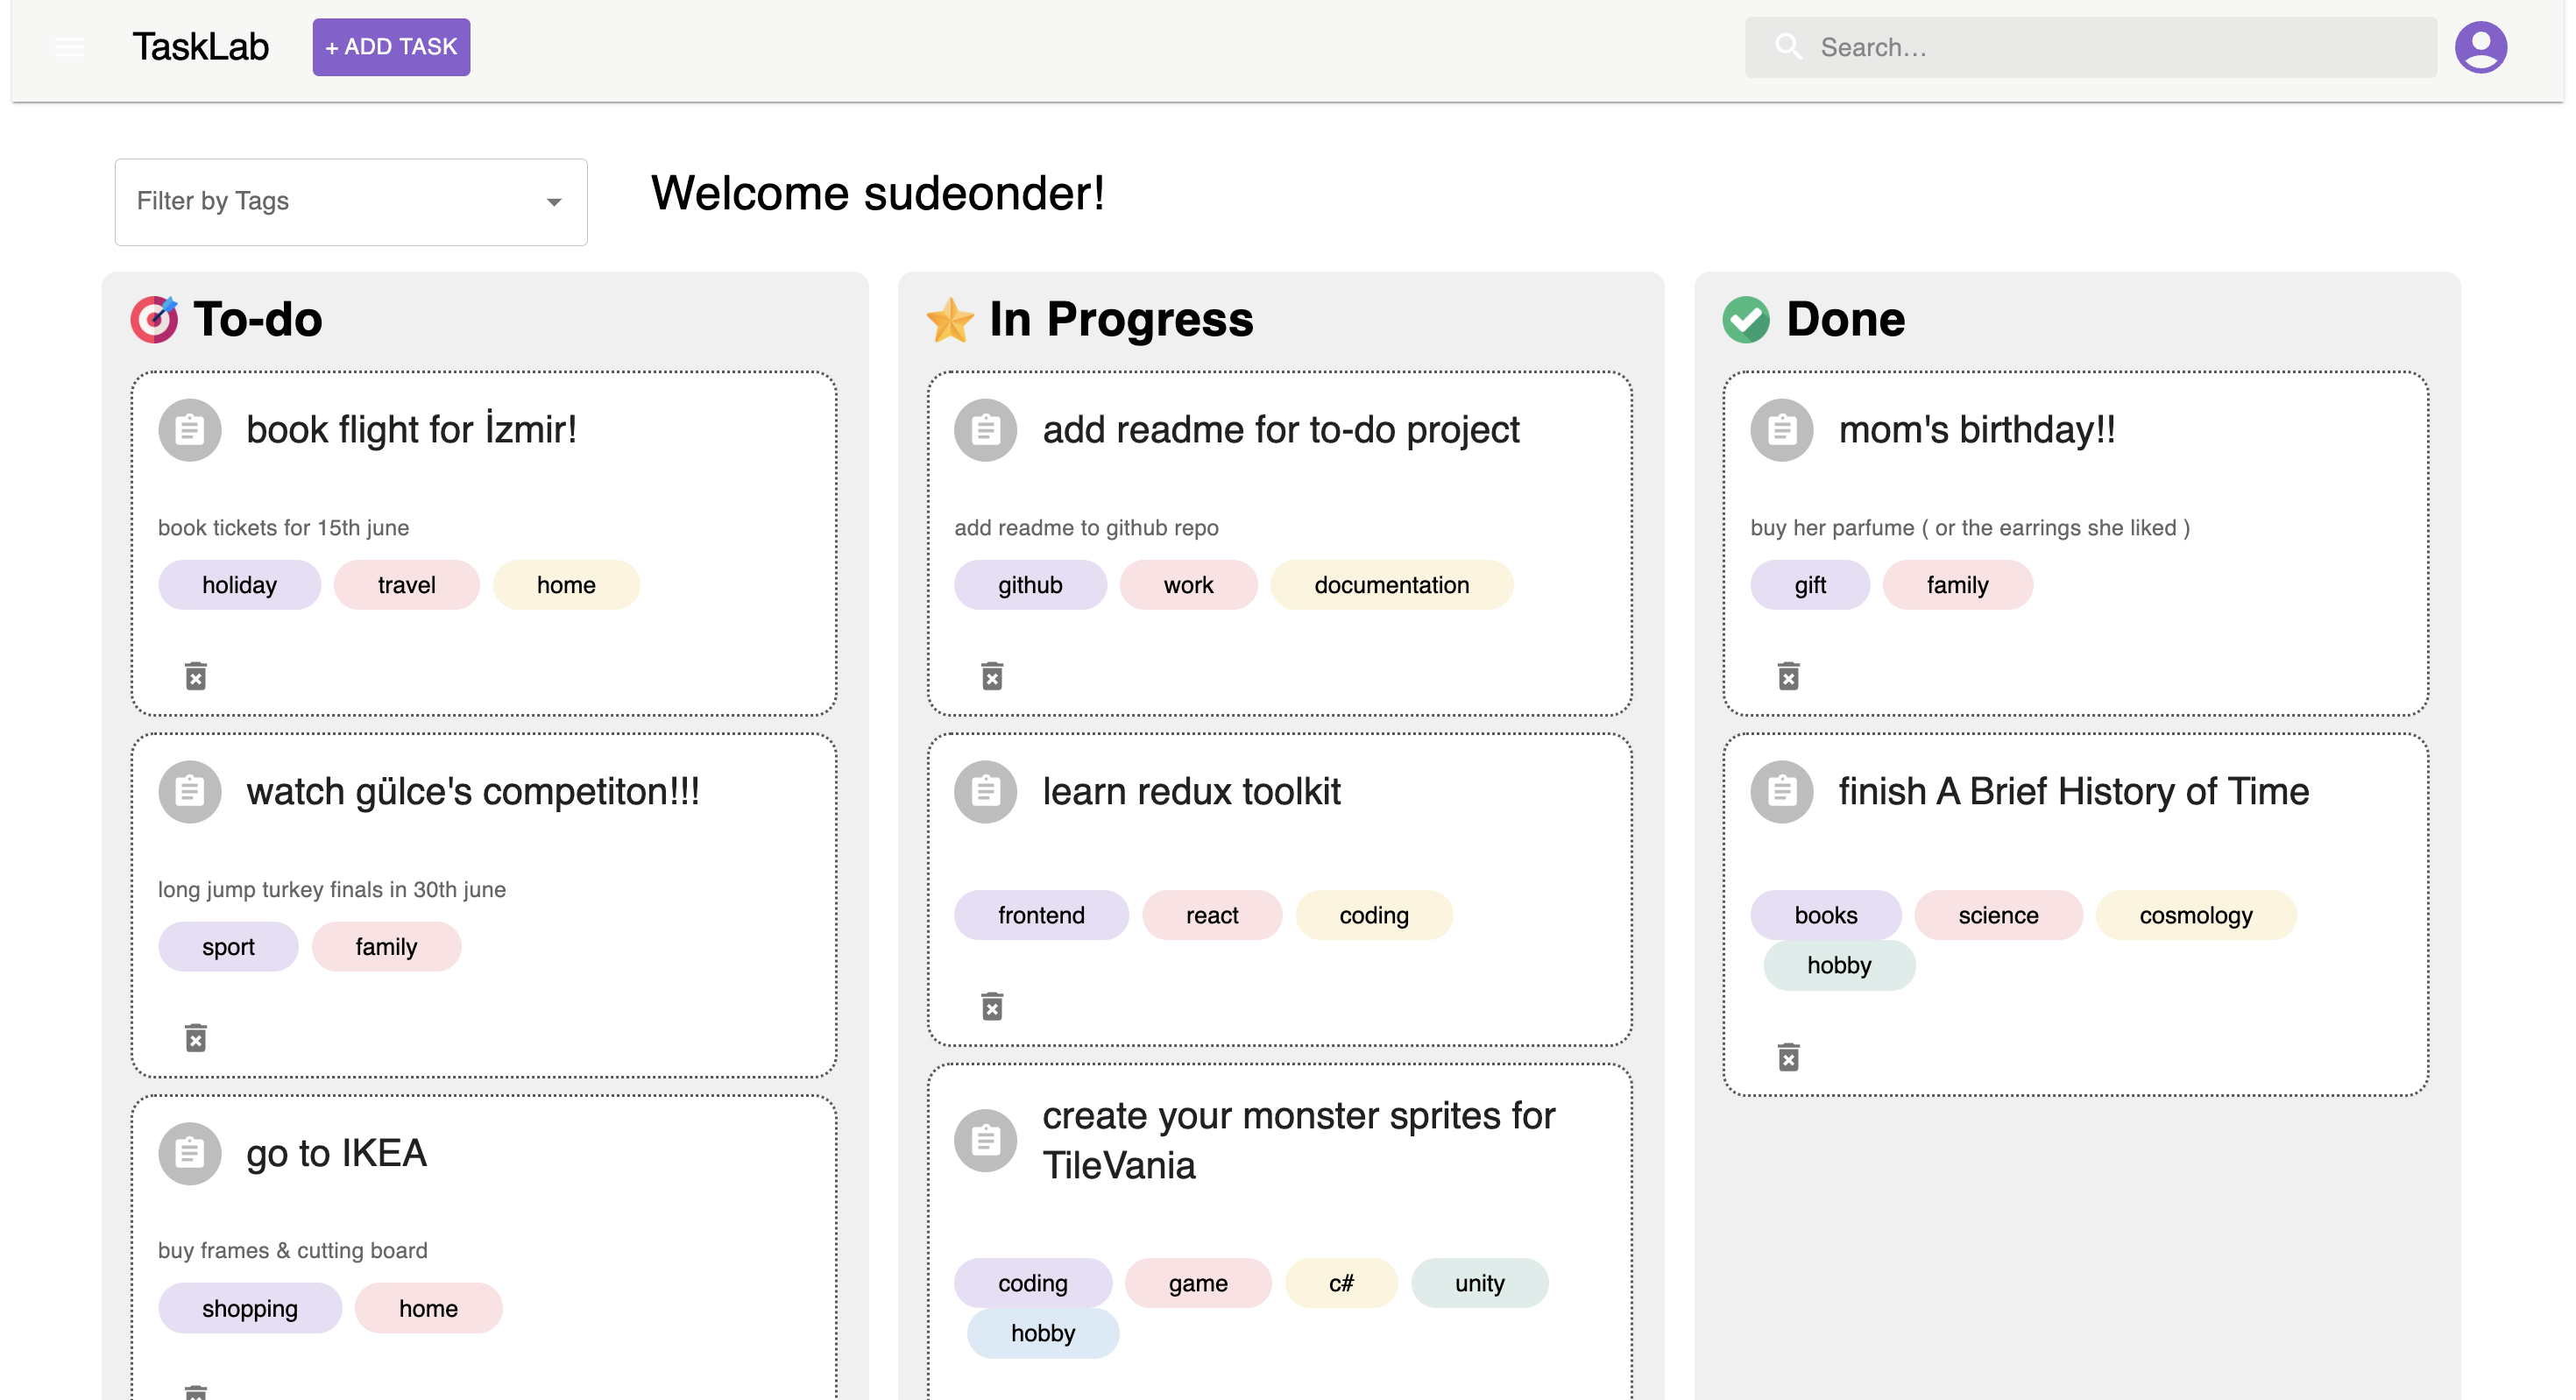 TaskLab
+ ADD TASK
Search…
Filter by Tags
Welcome sudeonder!
To-do
book flight for İzmir!
book tickets for 15th june
holiday travel home
watch gülce's competiton!!!
long jump turkey finals in 30th june
sport family
go to IKEA
buy frames & cutting board
shopping home
In Progress
add readme for to-do project
add readme to github repo
github work documentation
learn redux toolkit
frontend react coding
create your monster sprites for
TileVania
coding game c# unity
hobby
Done
mom's birthday!!
buy her parfume ( or the earrings she liked )
gift family
finish A Brief History of Time
books science cosmology
hobby